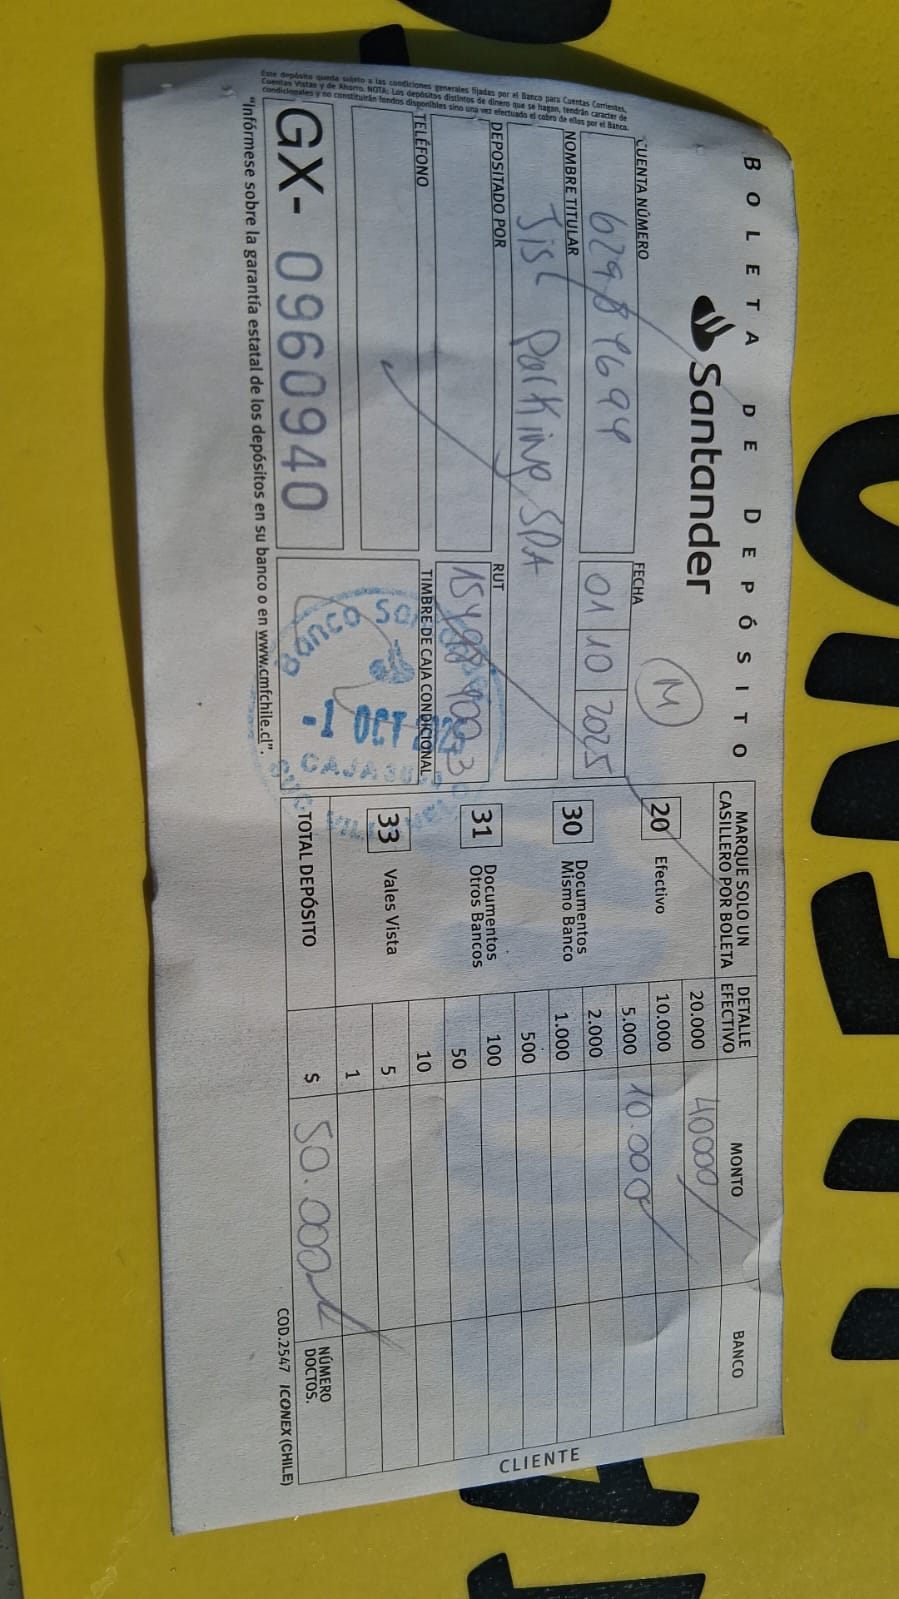 BOLETA DE DEPÓSITO
Santander
M
CUENTA NÚMERO
FECHA
01 10 2025
NOMBRE TITULAR
Jisl Parking SPA
DEPOSITADO POR
RUT
TELÉFONO
TIMBRE DE CAJA CONDICIONAL
GX- 0960940
Banco
-1 OCT
CAJA
SUC. VILL
Este depósito queda sujeto a las condiciones generales fijadas por el Banco para Cuentas Corrientes,
Cuentas Vistas y de Ahorro. NOTA: Los depósitos distintos de dinero que se hagan, tendrán caracter de
condicionales y no constituirán fondos disponibles sino una vez efectuado el cobro de ellos por el Banco.
"Infórmese sobre la garantía estatal de los depósitos en su banco o en www.cmfchile.cl".
MARQUE SOLO UN
CASILLERO POR BOLETA
20 Efectivo
30 Documentos
Mismo Banco
31 Documentos
Otros Bancos
33 Vales Vista
DETALLE
EFECTIVO
MONTO
BANCO
20.000 40000
10.000
5.000 10.000
2.000
1.000
500
100
50
10
5
1
TOTAL DEPÓSITO $ 50.000
NÚMERO
DOCTOS.
COD.2547 ICONEX (CHILE)
CLIENTE